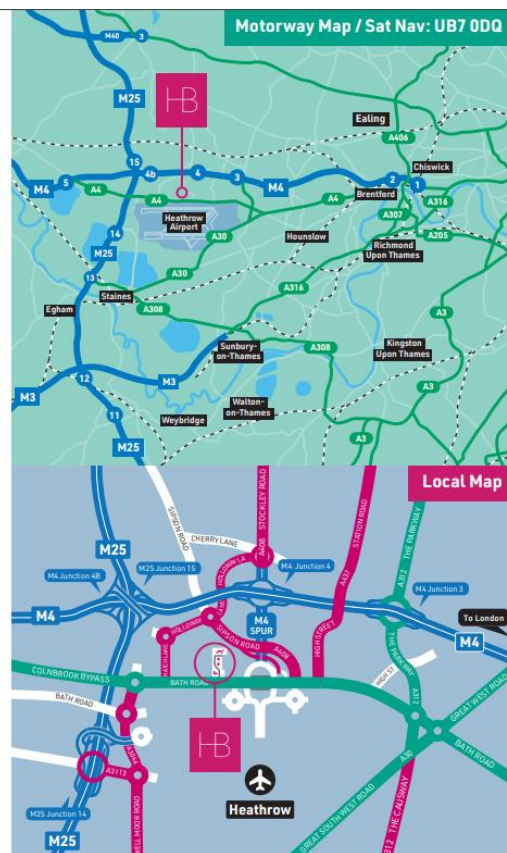 Motorway Map / Sat Nav: UB7 0DQ
M40
3
M25
HB
Ealing
A406
Chiswick
15
4b
4
3
M4
2
1
M4
5
A4
A4
A4
Brentford
A316
Heathrow
Airport
A307
A205
14
A30
Hounslow
Richmond
Upon Thames
M25
A30
13
A316
Staines
A308
A3
Egham
Sunbury-
on-Thames
A308
Kingston
Upon Thames
M3
12
M3
A3
11
Weybridge
Walton-
on-Thames
M25
A3
Local Map
SIPSON ROAD
CHERRY LANE
A408
STOCKLEY ROAD
STATION ROAD
A437
A312
THE PARKWAY
M25
M4 Junction 4B
M25 Junction 15
HOLLOWAY LA
M4 Junction 4
M4 Junction 3
M4
HOLLOWAY
LANE
M4
SPUR
To London
M4
SIPSON ROAD
A408
HIGH STREET
THE PARKWAY
HIGH ST
COLNBROOK BYPASS
BATH ROAD
BATH ROAD
A312
GREAT WEST ROAD
BATH ROAD
HB
A3044
A3113
A30
M25 Junction 14
Heathrow
GREAT SOUTH WEST ROAD
THE CAUSWAY
M25